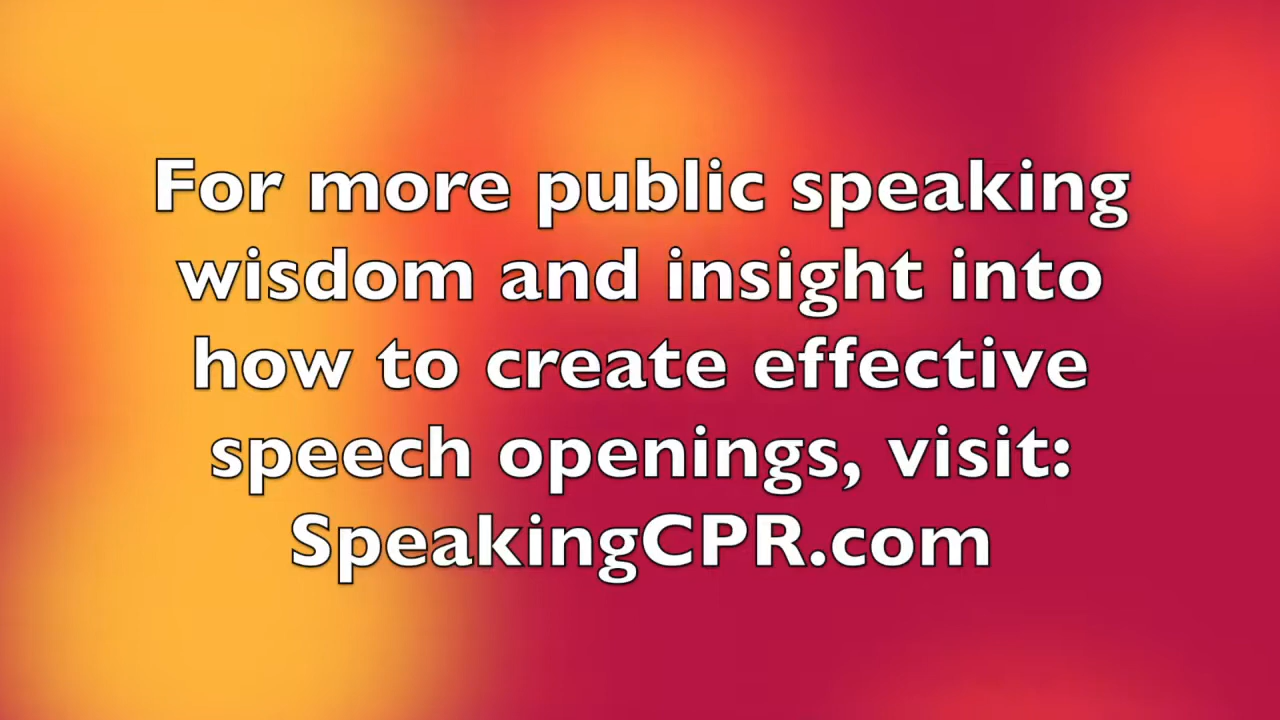 For more public speaking
wisdom and insight into
how to create effective
speech openings, visit:
SpeakingCPR.com